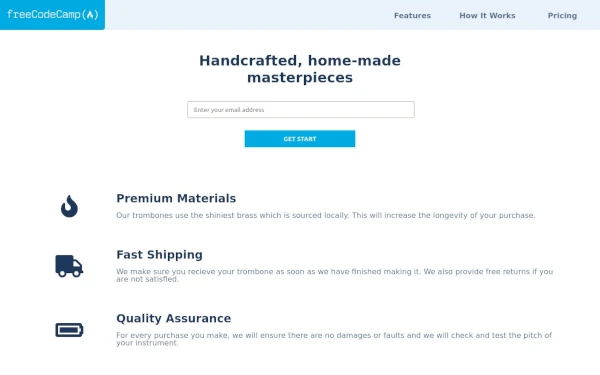 freeCodeCamp(🔥)
Features How It Works Pricing
Handcrafted, home-made
masterpieces
Enter your email address
GET START
Premium Materials
Our trombones use the shiniest brass which is sourced locally. This will increase the longevity of your purchase.
Fast Shipping
We make sure you recieve your trombone as soon as we have finished making it. We also provide free returns if you
are not satisfied.
Quality Assurance
For every purchase you make, we will ensure there are no damages or faults and we will check and test the pitch of
your instrument.